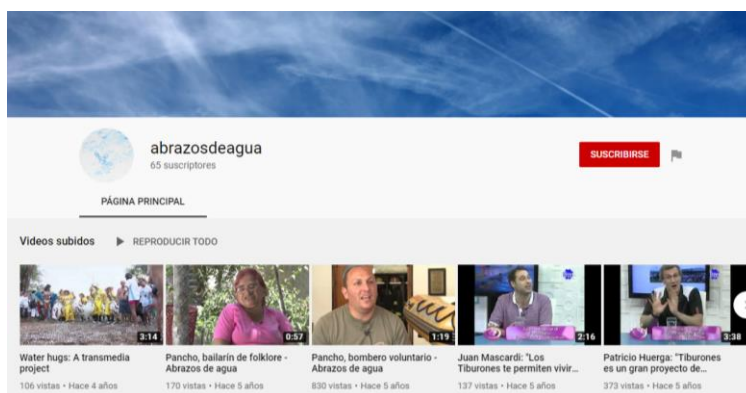 abrazosdeagua
65 suscriptores
SUSCRIBIRSE
PÁGINA PRINCIPAL
Videos subidos
REPRODUCIR TODO
3:14
0:57
1:19
2:16
3:38
Water hugs: A transmedia
project
106 vistas • Hace 4 años
Pancho, bailarín de folklore -
Abrazos de agua
170 vistas • Hace 5 años
Pancho, bombero voluntario -
Abrazos de agua
830 vistas • Hace 5 años
Juan Mascardi: "Los
Tiburones te permiten vivir...
137 vistas • Hace 5 años
Patricio Huerga: "Tiburones
es un gran proyecto de...
373 vistas • Hace 5 años